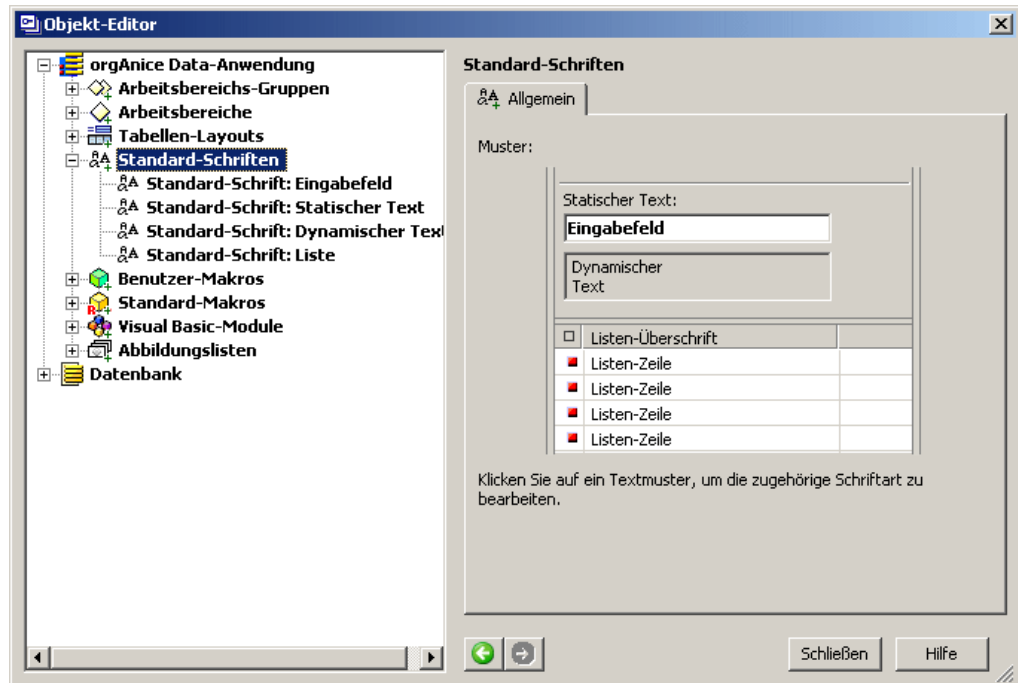 Objekt-Editor
orgAnice Data-Anwendung
Arbeitsbereichs-Gruppen
Arbeitsbereiche
Tabellen-Layouts
Standard-Schriften
Standard-Schrift: Eingabefeld
Standard-Schrift: Statischer Text
Standard-Schrift: Dynamischer Text
Standard-Schrift: Liste
Benutzer-Makros
Standard-Makros
Visual Basic-Module
Abbildungslisten
Datenbank
Standard-Schriften
Allgemein
Muster:
Statischer Text:
Eingabefeld
Dynamischer
Text
Listen-Überschrift
Listen-Zeile
Listen-Zeile
Listen-Zeile
Listen-Zeile
Klicken Sie auf ein Textmuster, um die zugehörige Schriftart zu
bearbeiten.
Schließen
Hilfe